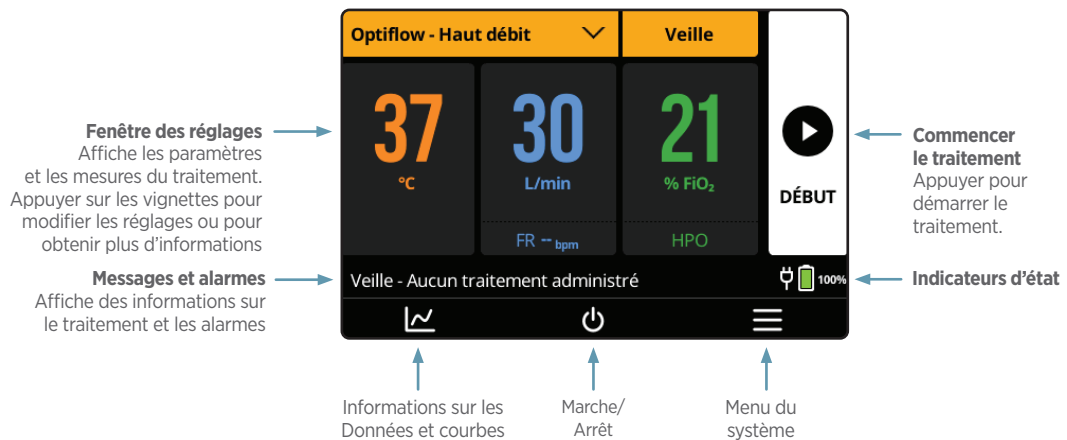 Optiflow - Haut débit
Veille
37
°C
30
L/min
FR -- bpm
21
% FiO₂
HPO
DÉBUT
Veille - Aucun traitement administré
100%
Fenêtre des réglages
Affiche les paramètres
et les mesures du traitement.
Appuyer sur les vignettes pour
modifier les réglages ou pour
obtenir plus d'informations
Messages et alarmes
Affiche des informations sur
le traitement et les alarmes
Commencer
le traitement
Appuyer pour
démarrer le
traitement.
Indicateurs d'état
Informations sur les
Données et courbes
Marche/
Arrêt
Menu du
système